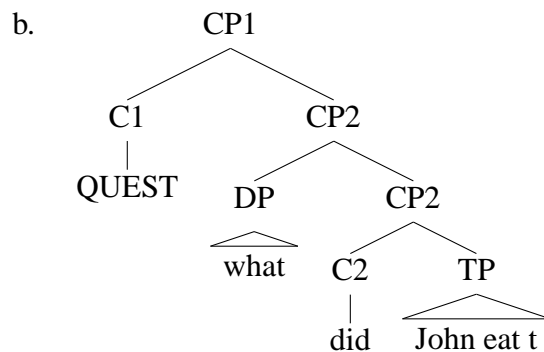 b. CP1
C1 CP2
QUEST DP CP2
what C2 TP
did John eat t